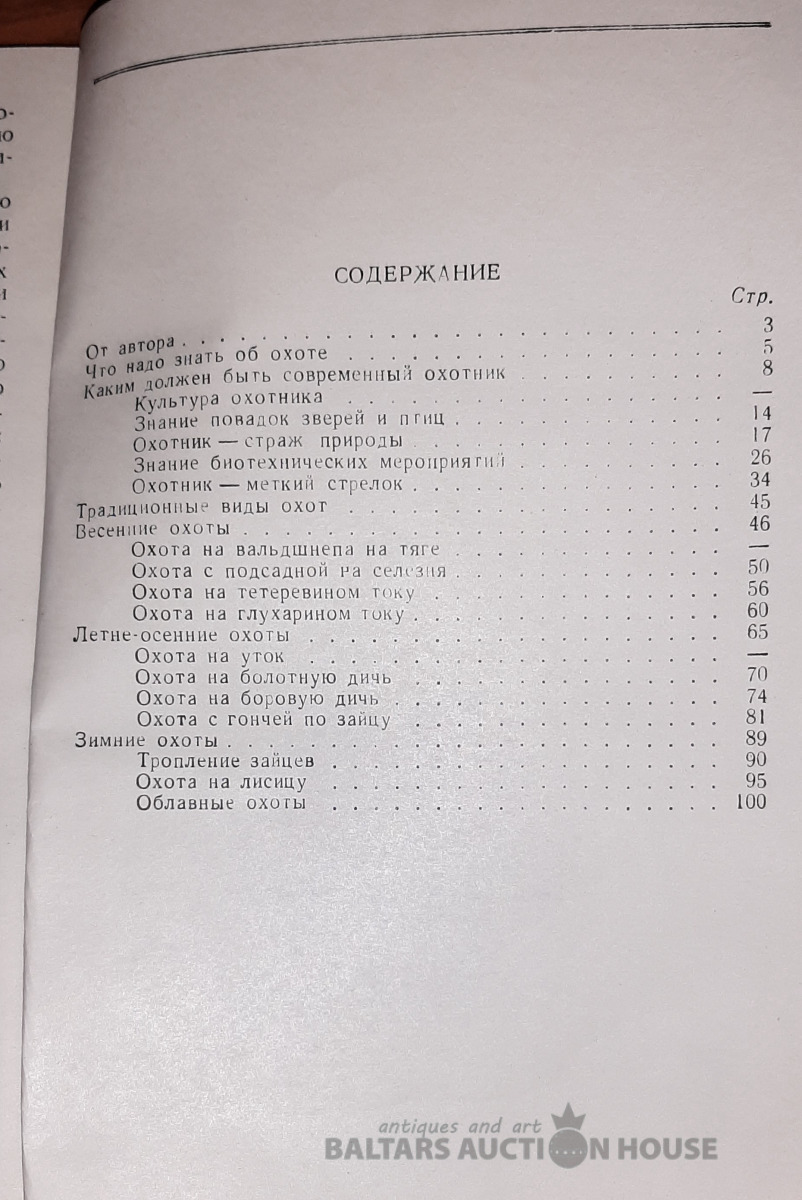 СОДЕРЖАНИЕ
Стр.
От автора . . . . . . . . . . . . . . . . . . . . 3
Что надо знать об охоте . . . . . . . . . . . . . . 5
Каким должен быть современный охотник . . . . . . . . 8
Культура охотника . . . . . . . . . . . . . . —
Знание повадок зверей и птиц . . . . . . . . . . 14
Охотник — страж природы . . . . . . . . . . . . 17
Знание биотехнических мероприятий . . . . . . . . 26
Охотник — меткий стрелок . . . . . . . . . . . . 34
Традиционные виды охот . . . . . . . . . . . . . . 45
Весенние охоты . . . . . . . . . . . . . . . . . . 46
Охота на вальдшнепа на тяге . . . . . . . . . . —
Охота с подсадной на селезня . . . . . . . . . . 50
Охота на тетеревином току . . . . . . . . . . . 56
Охота на глухарином току . . . . . . . . . . . . 60
Летне-осенние охоты . . . . . . . . . . . . . . . 65
Охота на уток . . . . . . . . . . . . . . . . —
Охота на болотную дичь . . . . . . . . . . . . 70
Охота на боровую дичь . . . . . . . . . . . . . 74
Охота с гончей по зайцу . . . . . . . . . . . . 81
Зимние охоты . . . . . . . . . . . . . . . . . . . 89
Тропление зайцев . . . . . . . . . . . . . . . 90
Охота на лисицу . . . . . . . . . . . . . . . 95
Облавные охоты . . . . . . . . . . . . . . . 100
antiques and art
BALTARS AUCTION HOUSE